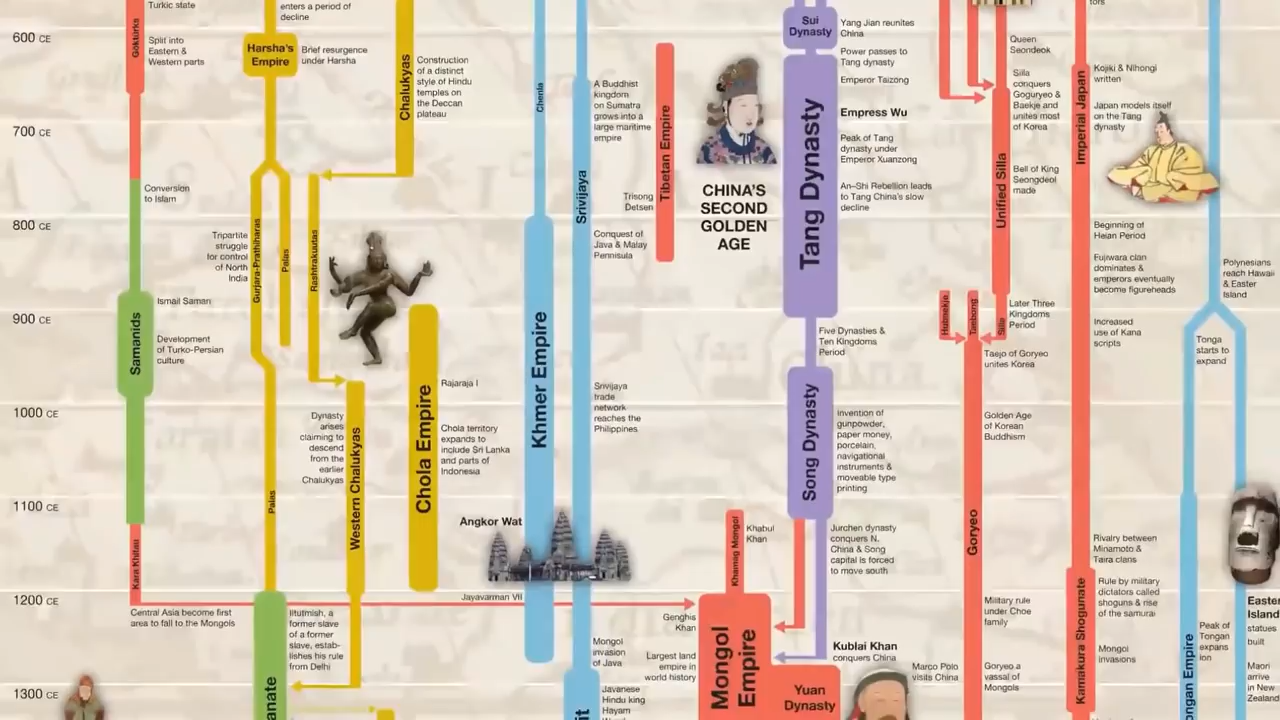 Turkic state
enters a period of
decline
tors
600 CE
700 CE
800 CE
900 CE
1000 CE
1100 CE
1200 CE
1300 CE
Göktürks
Split into
Eastern &
Western parts
Conversion
to Islam
Samanids
Ismail Saman
Development
of Turko-Persian
culture
Kara Khitau
Central Asia become first
area to fall to the Mongols
Harsha's
Empire
Brief resurgence
under Harsha
Tripartite
struggle
for control
of North
India
Gurjara-Prathiharas
Palas
Rashtrakuutas
Palas
Chalukyas
Construction
of a distinct
style of Hindu
temples on
the Deccan
plateau
Dynasty
arises
claiming to
descend
from the
earlier
Chalukyas
Western Chalukyas
Chola Empire
Rajaraja I
Chola territory
expands to
include Sri Lanka
and parts of
Indonesia
Iltutmish, a
former slave
of a former
slave, estab-
lishes his rule
from Delhi
anate
Chenla
Khmer Empire
Angkor Wat
Jayavarman VII
Srivijaya
A Buddhist
kingdom
on Sumatra
grows into a
large maritime
empire
Conquest of
Java & Malay
Pennisula
Srivijaya
trade
network
reaches the
Philippines
Mongol
invasion
of Java
Javanese
Hindu king
Hayam
it
Tibetan Empire
Trisong
Detsen
CHINA'S
SECOND
GOLDEN
AGE
Sui
Dynasty
Yang Jian reunites
China
Power passes to
Tang dynasty
Emperor Taizong
Empress Wu
Peak of Tang
dynasty under
Emperor Xuanzong
An–Shi Rebellion leads
to Tang China's slow
decline
Tang Dynasty
Five Dynasties &
Ten Kingdoms
Period
Song Dynasty
invention of
gunpowder,
paper money,
porcelain,
navigational
instruments &
moveable type
printing
Jurchen dynasty
conquers N.
China & Song
capital is forced
to move south
Khamag Mongol
Khabul
Khan
Genghis
Khan
Largest land
empire in
world history
Mongol
Empire
Kublai Khan
conquers China
Yuan
Dynasty
Marco Polo
visits China
Queen
Seondeok
Silla
conquers
Goguryeo &
Baekje and
unites most
of Korea
Unified Silla
Bell of King
Seongdeol
made
Hubaekje
Taebong
Silla
Later Three
Kingdoms
Period
Taejo of Goryeo
unites Korea
Golden Age
of Korean
Buddhism
Goryeo
Military rule
under Choe
family
Goryeo a
vassal of
Mongols
Imperial Japan
Kojiki & Nihongi
written
Japan models itself
on the Tang
dynasty
Beginning of
Heian Period
Fujiwara clan
dominates &
emperors eventually
become figureheads
Increased
use of Kana
scripts
Rivalry between
Minamoto &
Taira clans
Rule by military
dictators called
shoguns & rise
of the samurai
Kamakura Shogunate
Mongol
invasions
Polynesians
reach Hawaii
& Easter
Island
Tonga
starts to
expand
Peak of
Tongan
expans
ion
ngan Empire
Easter
Island
statues
built
Maori
arrive
in New
Zealand